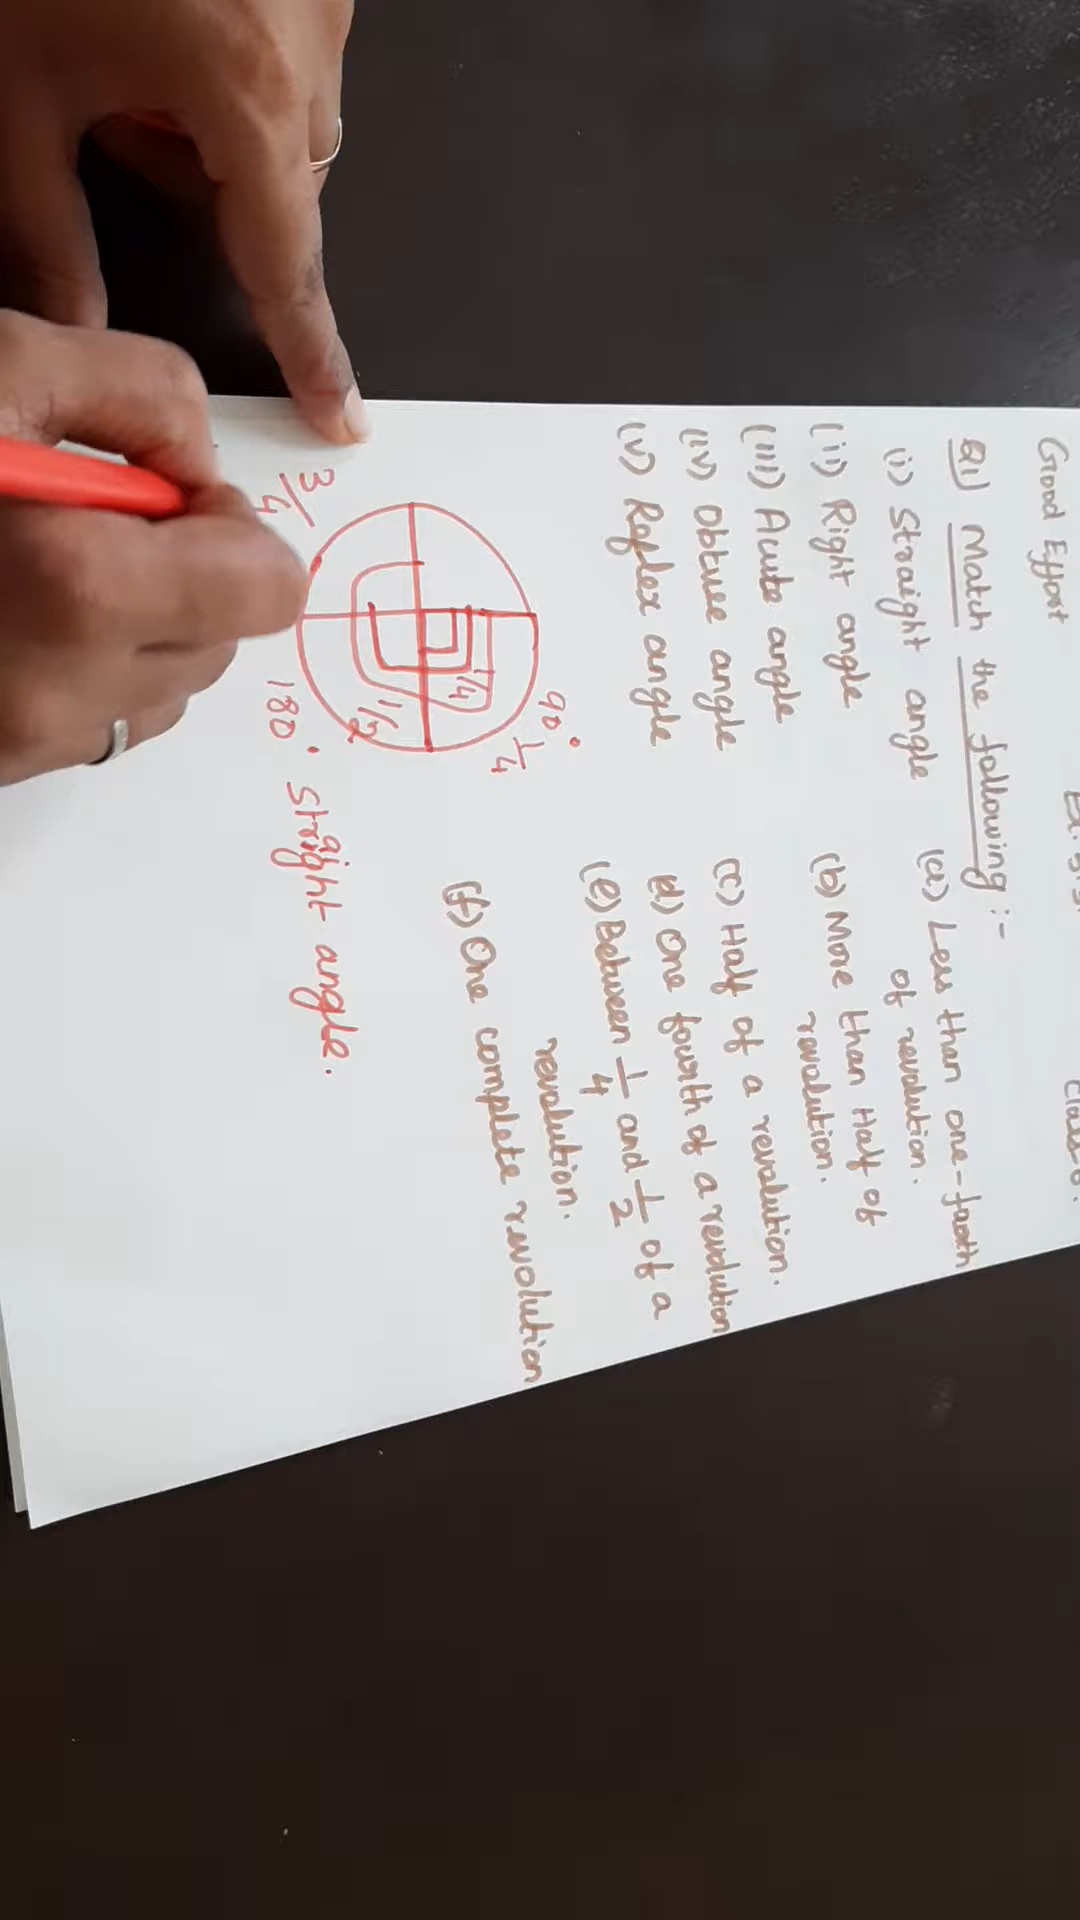 Good Effort
Class 6.
Q1) Match the following :-
(i) Straight angle (a) Less than one-fourth
of revolution.
(ii) Right angle (b) More than Half of
revolution.
(iii) Acute angle (c) Half of a revolution.
(iv) Obtuse angle (d) One fourth of a revolution
(v) Reflex angle (e) Between 1/4 and 1/2 of a
revolution.
(f) One complete revolution
90° 1/4
1/4
1/2
3/4
180° straight angle.